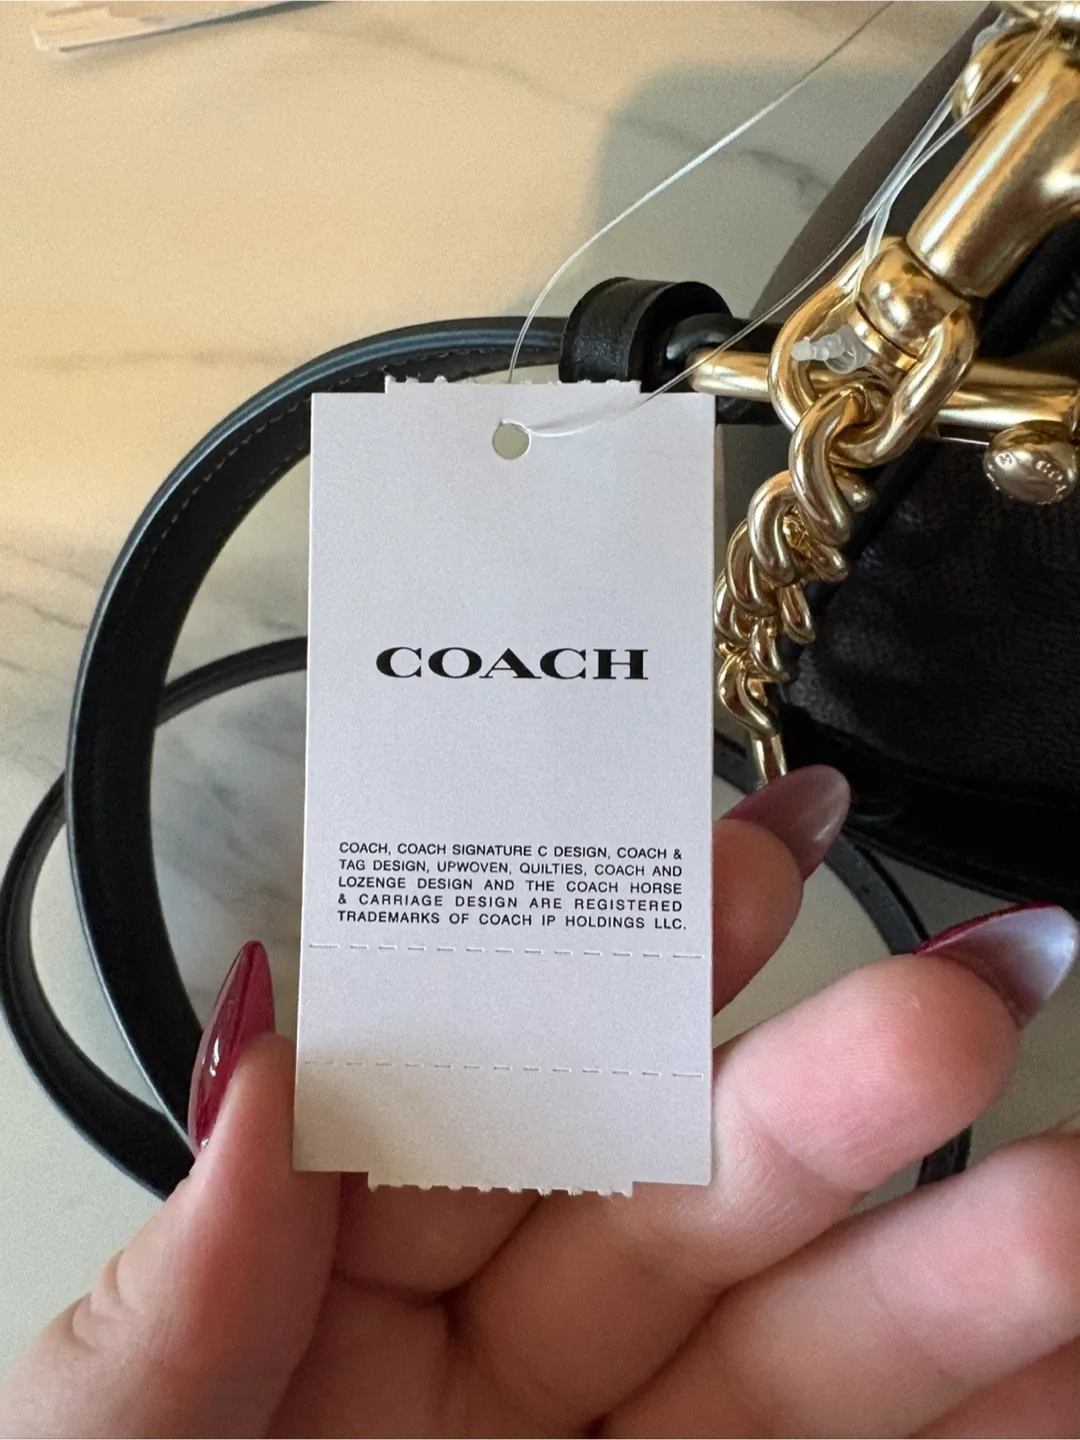 COACH
COACH, COACH SIGNATURE C DESIGN, COACH &
TAG DESIGN, UPWOVEN, QUILTIES, COACH AND
LOZENGE DESIGN AND THE COACH HORSE
& CARRIAGE DESIGN ARE REGISTERED
TRADEMARKS OF COACH IP HOLDINGS LLC.